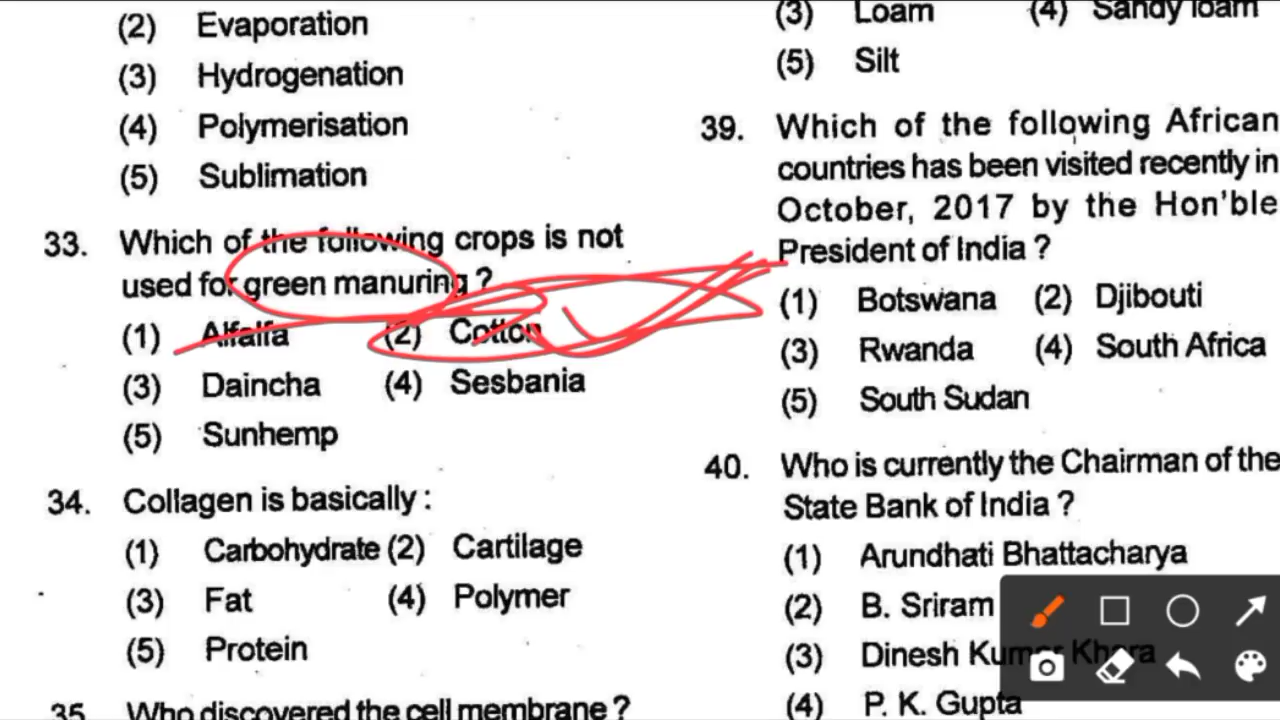 (2) Evaporation
(3) Hydrogenation
(4) Polymerisation
(5) Sublimation
33. Which of the following crops is not
used for green manuring ?
(1) Alfalfa (2) Cotton
(3) Daincha (4) Sesbania
(5) Sunhemp
34. Collagen is basically :
(1) Carbohydrate (2) Cartilage
(3) Fat (4) Polymer
(5) Protein
35. Who discovered the cell membrane ?
(3) Loam (4) Sandy loam
(5) Silt
39. Which of the following African
countries has been visited recently in
October, 2017 by the Hon'ble
President of India ?
(1) Botswana (2) Djibouti
(3) Rwanda (4) South Africa
(5) South Sudan
40. Who is currently the Chairman of the
State Bank of India ?
(1) Arundhati Bhattacharya
(2) B. Sriram
(3) Dinesh Kumar Khara
(4) P. K. Gupta